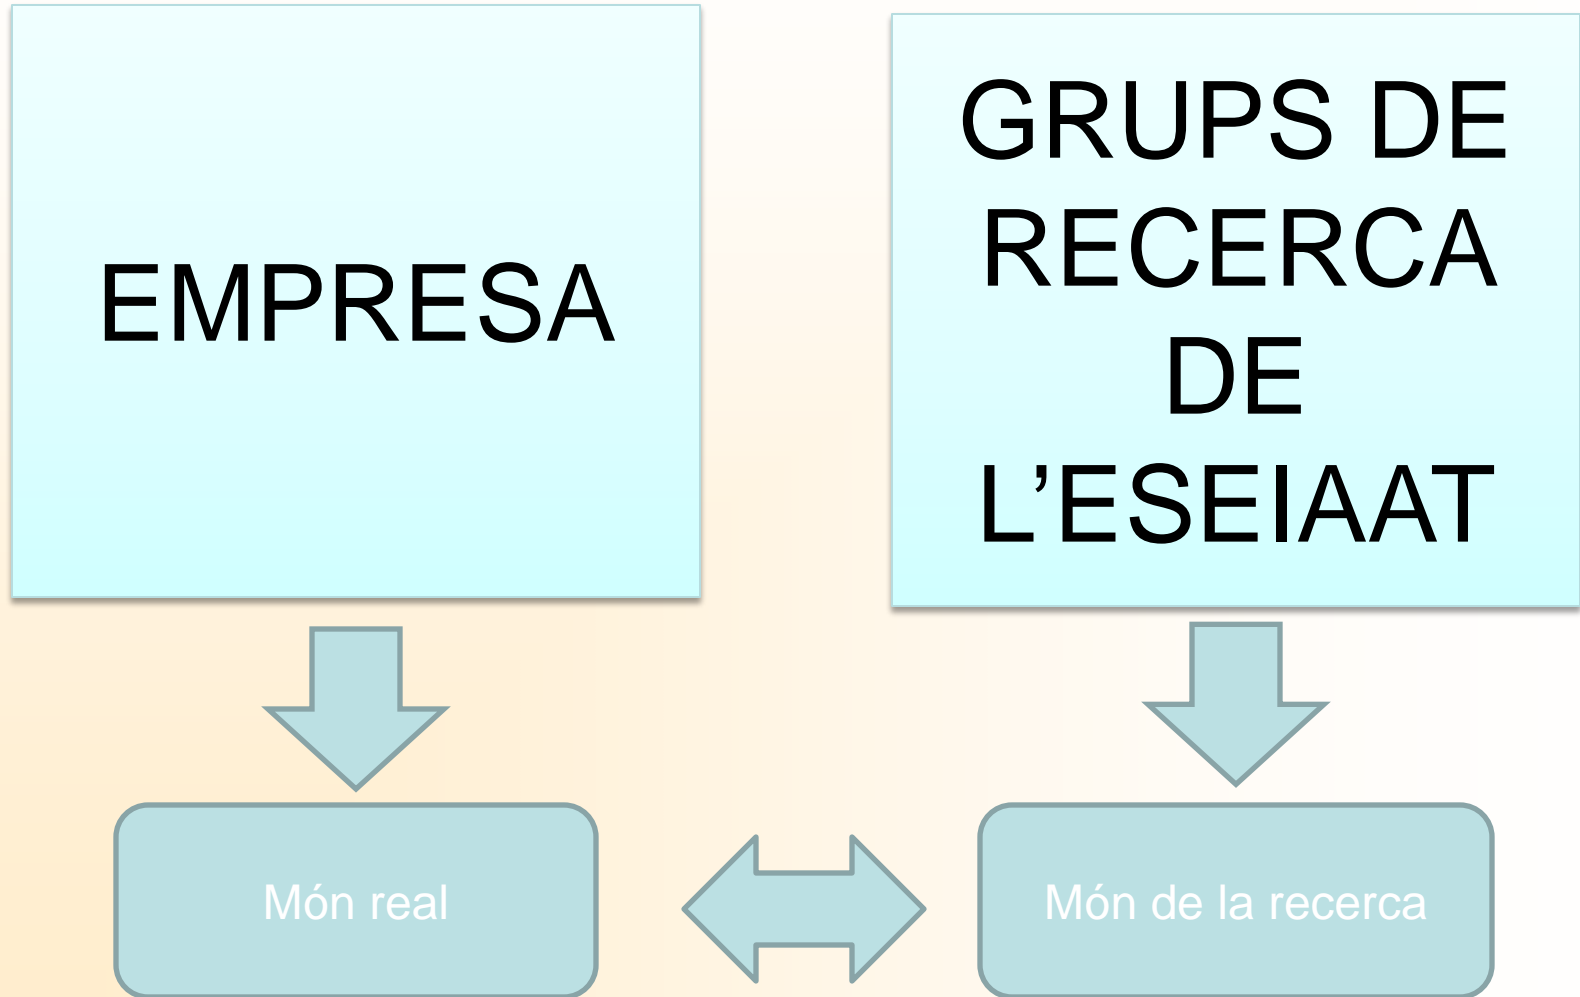 EMPRESA
GRUPS DE
RECERCA
DE
L’ESEIAAT
Món real
Món de la recerca